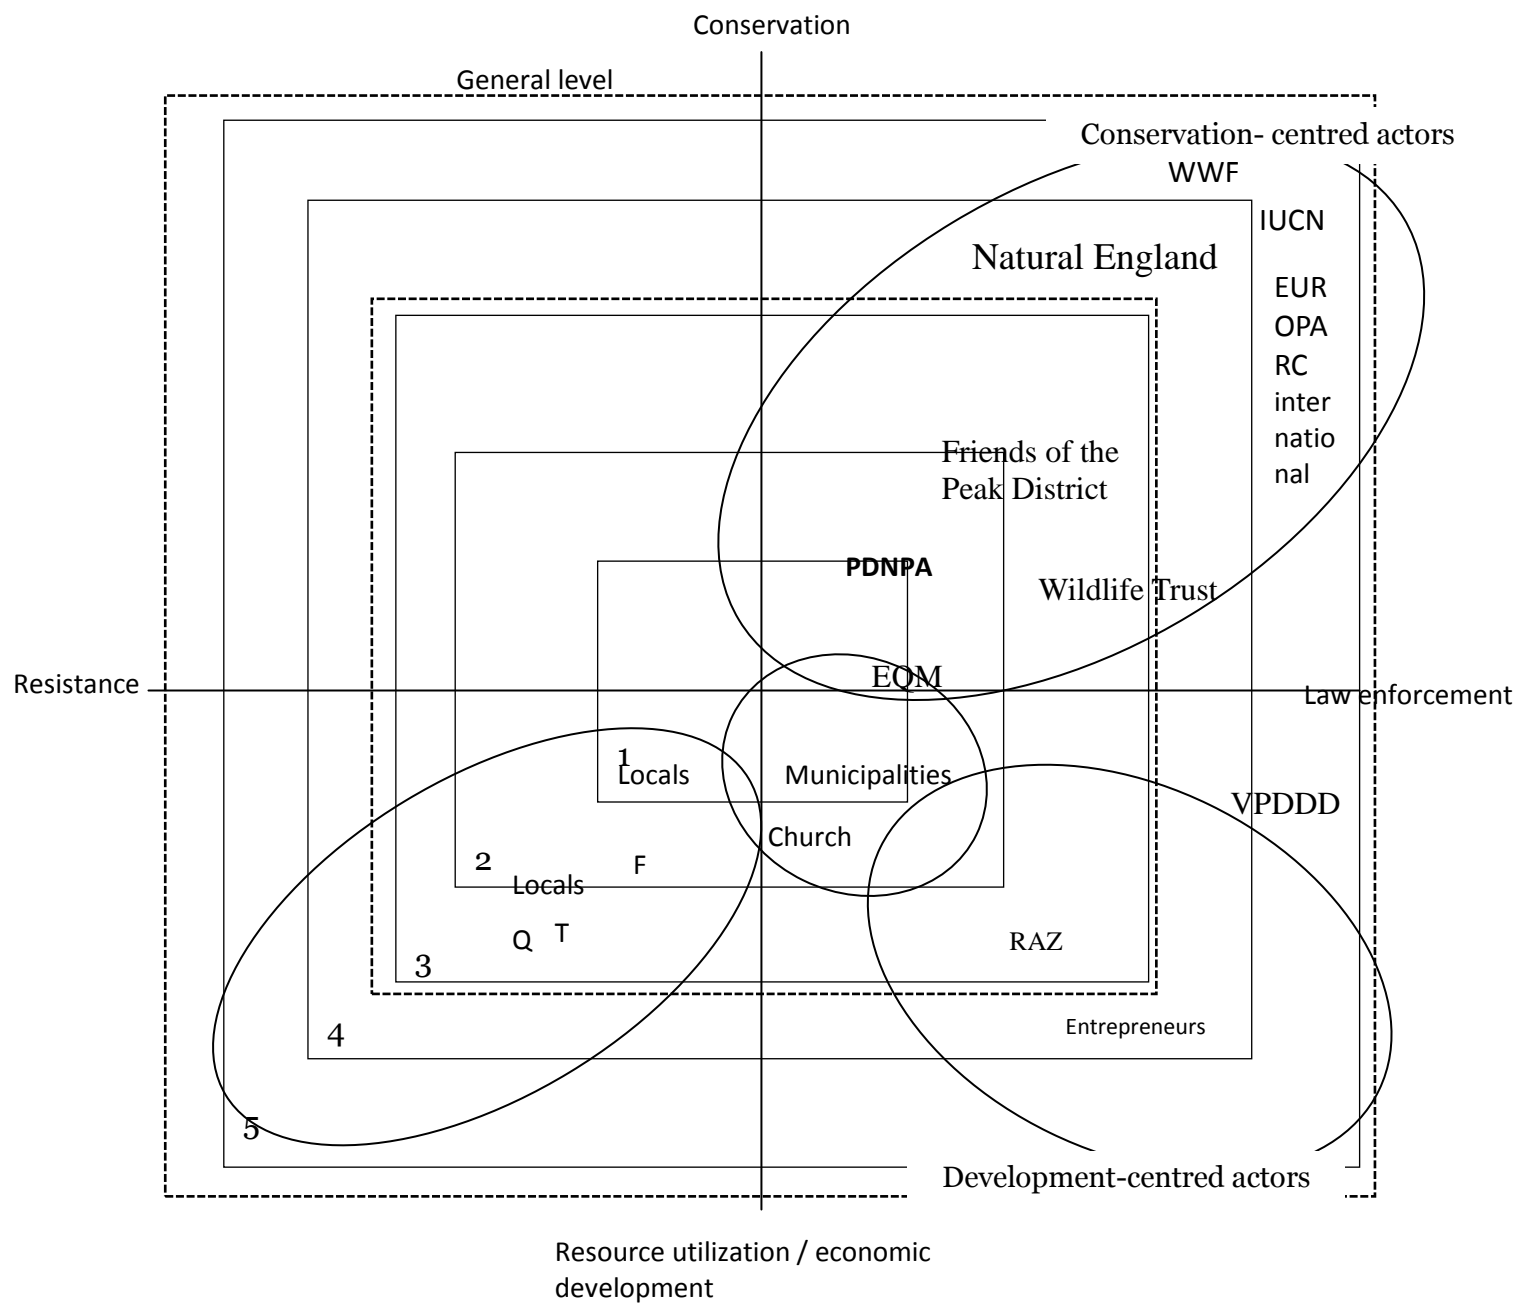 Conservation
General level
Conservation- centred actors
WWF
IUCN
Natural England
EUR
OPA
RC
inter
natio
nal
Friends of the
Peak District
PDNPA
Wildlife Trust
EQM
Resistance
Law enforcement
1
Locals
Municipalities
VPDDD
Church
2
F
Locals
Q
T
RAZ
3
Entrepreneurs
4
5
Development-centred actors
Resource utilization / economic
development